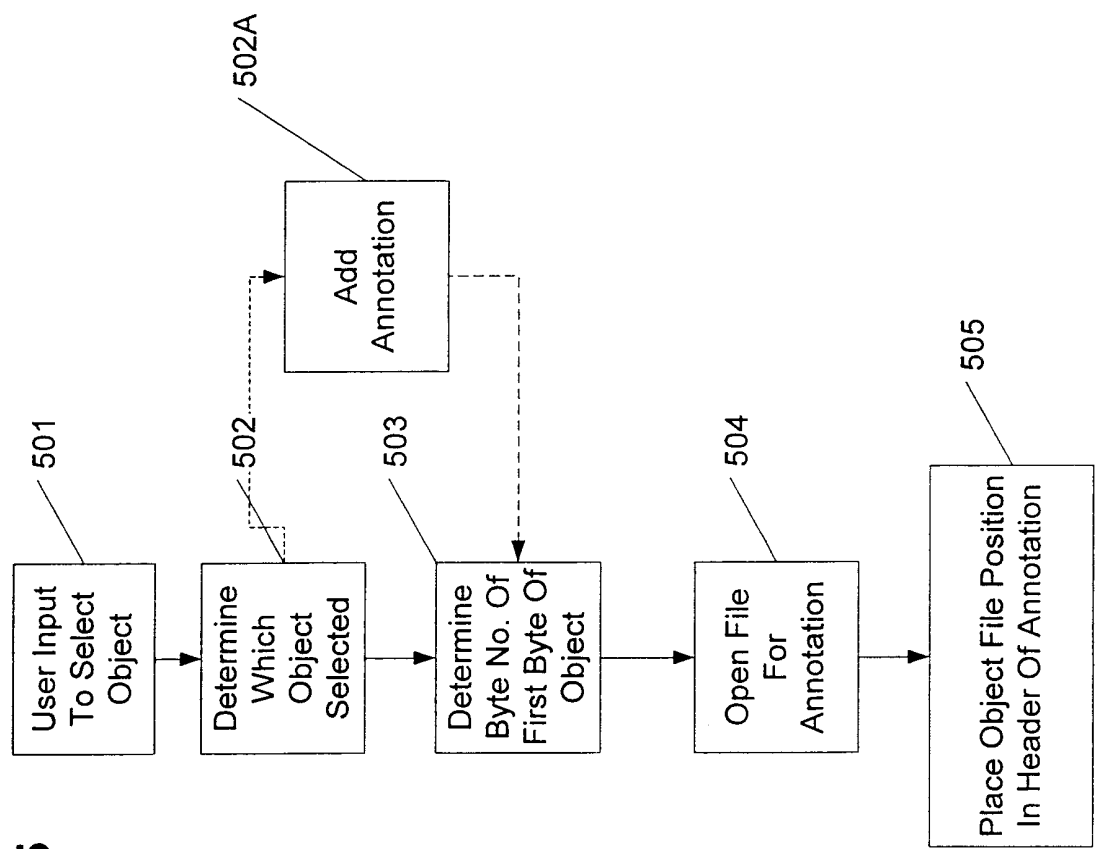 User Input
To Select
Object
501
Determine
Which
Object
Selected
502
Add
Annotation
502A
Determine
Byte No. Of
First Byte Of
Object
503
Open File
For
Annotation
504
Place Object File Position
In Header Of Annotation
505